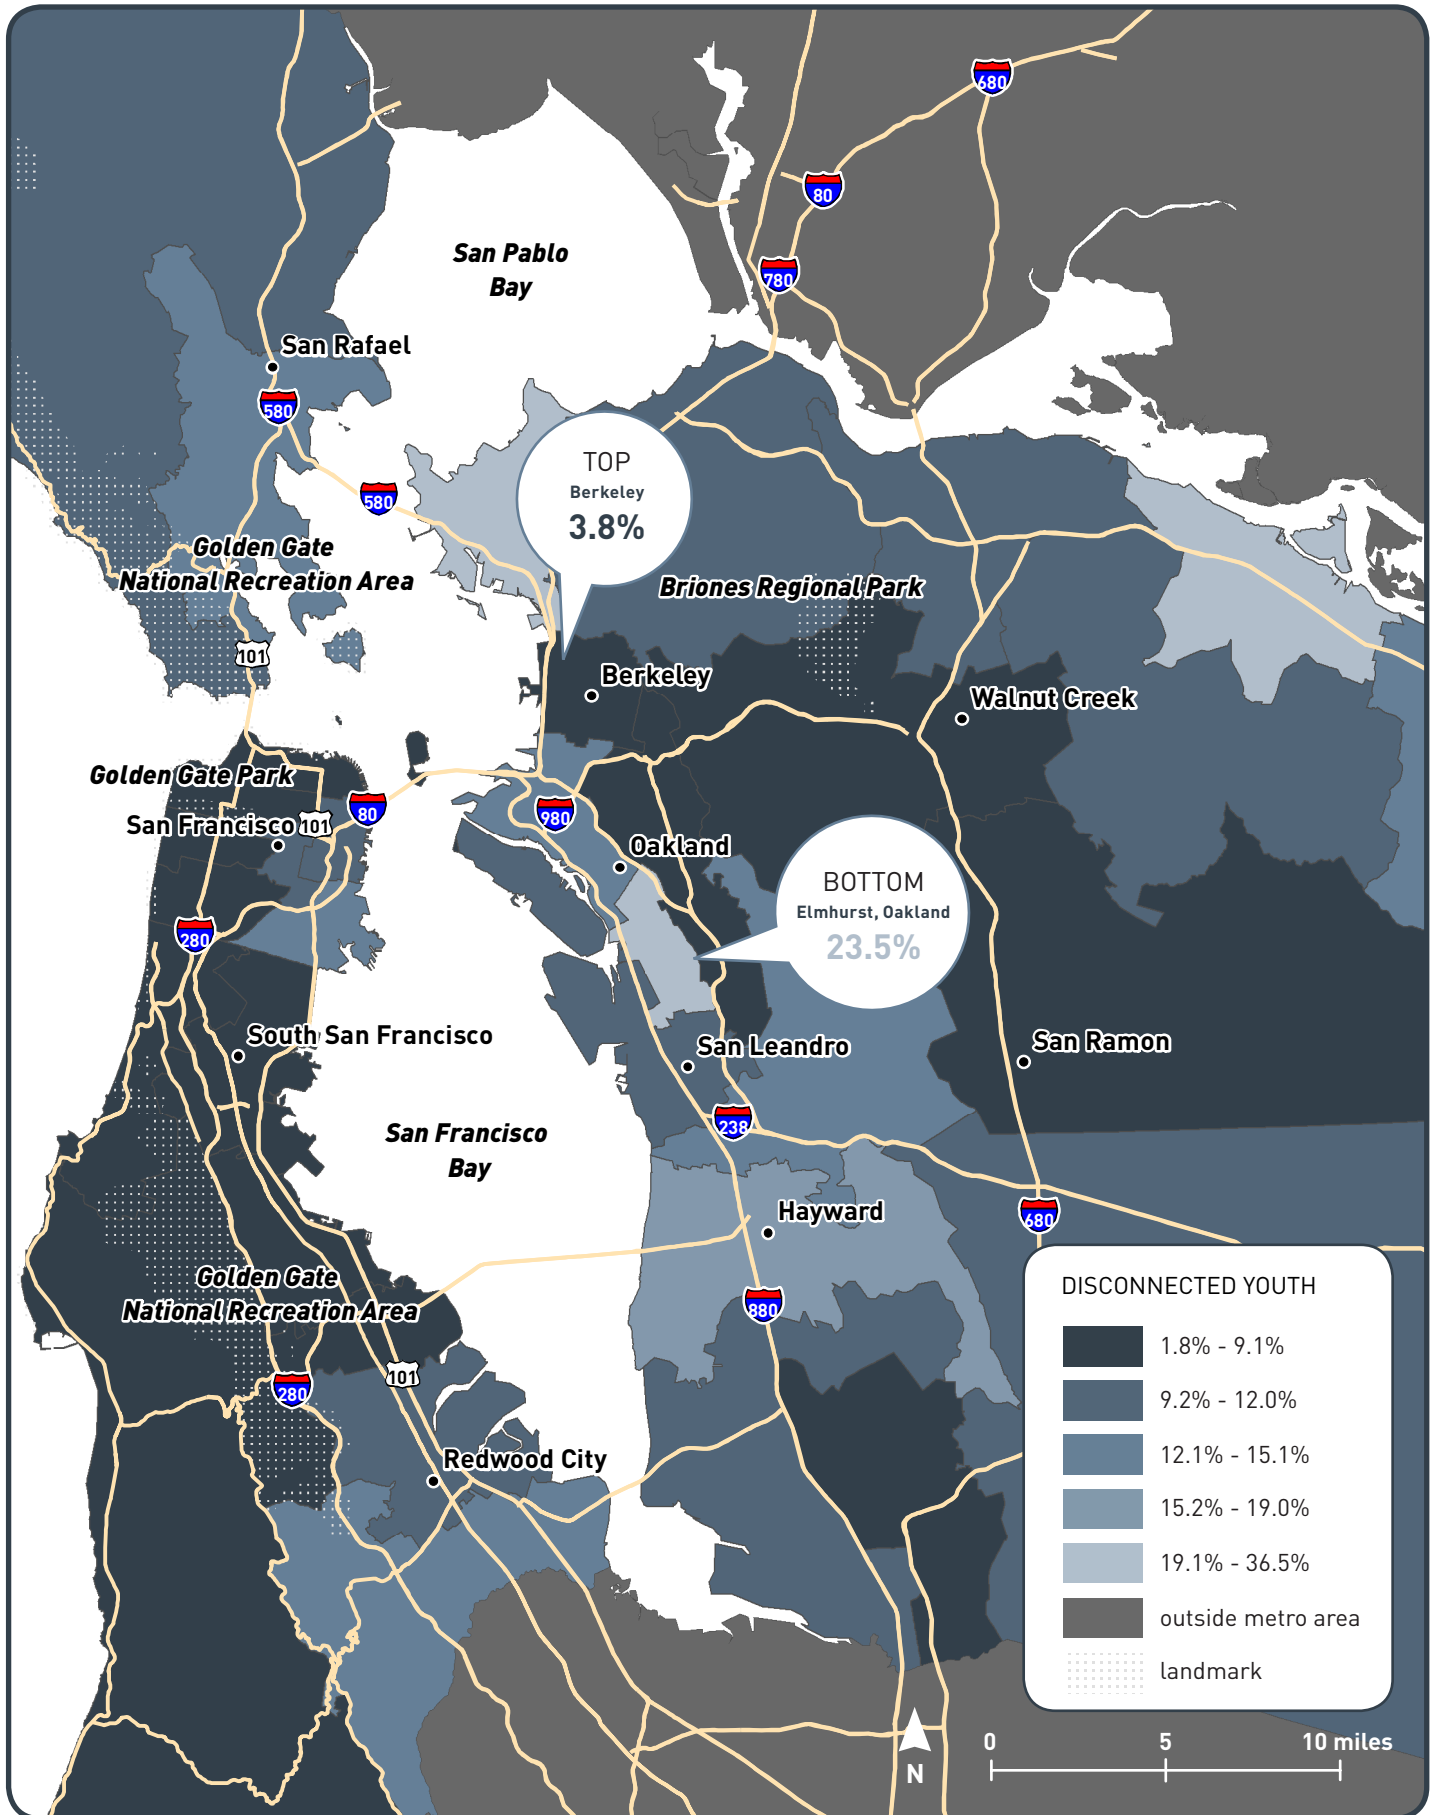 680
80
780
San Pablo
Bay
San Rafael
580
580
TOP
Berkeley
3.8%
Golden Gate
National Recreation Area
Briones Regional Park
101
Berkeley
Walnut Creek
Golden Gate Park
80
San Francisco
101
980
Oakland
BOTTOM
Elmhurst, Oakland
23.5%
280
South San Francisco
San Leandro
San Ramon
238
San Francisco
Bay
Hayward
680
Golden Gate
National Recreation Area
880
101
280
Redwood City
DISCONNECTED YOUTH
1.8% - 9.1%
9.2% - 12.0%
12.1% - 15.1%
15.2% - 19.0%
19.1% - 36.5%
outside metro area
landmark
0 5 10 miles
N